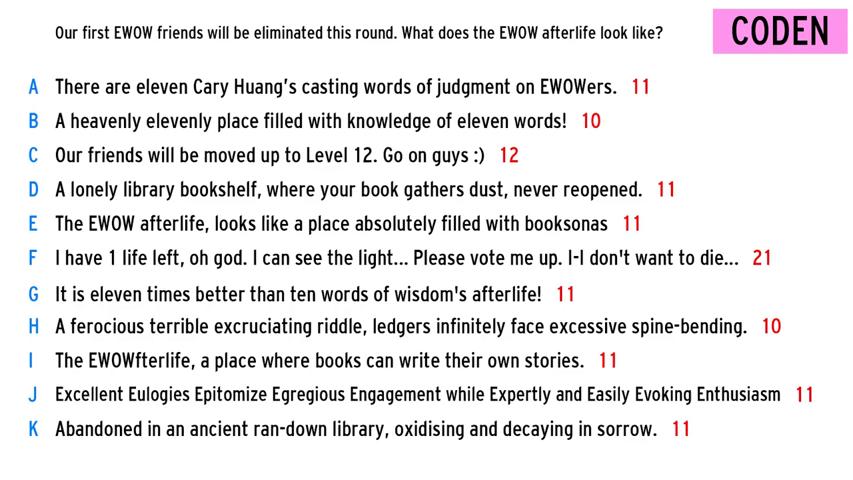 Our first EWOW friends will be eliminated this round. What does the EWOW afterlife look like?
CODEN
A There are eleven Cary Huang's casting words of judgment on EWOWers. 11
B A heavenly elevenly place filled with knowledge of eleven words! 10
C Our friends will be moved up to Level 12. Go on guys :) 12
D A lonely library bookshelf, where your book gathers dust, never reopened. 11
E The EWOW afterlife, looks like a place absolutely filled with booksonas 11
F I have 1 life left, oh god. I can see the light... Please vote me up. I-I don't want to die... 21
G It is eleven times better than ten words of wisdom's afterlife! 11
H A ferocious terrible excruciating riddle, ledgers infinitely face excessive spine-bending. 10
I The EWOWfterlife, a place where books can write their own stories. 11
J Excellent Eulogies Epitomize Egregious Engagement while Expertly and Easily Evoking Enthusiasm 11
K Abandoned in an ancient ran-down library, oxidising and decaying in sorrow. 11